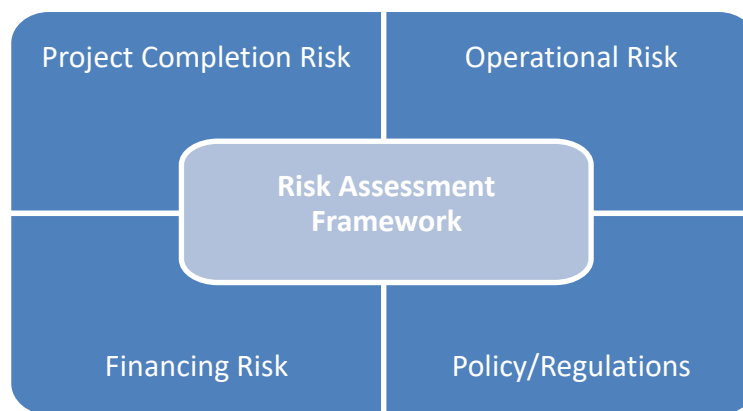 Project Completion Risk
Operational Risk
Risk Assessment
Framework
Financing Risk
Policy/Regulations